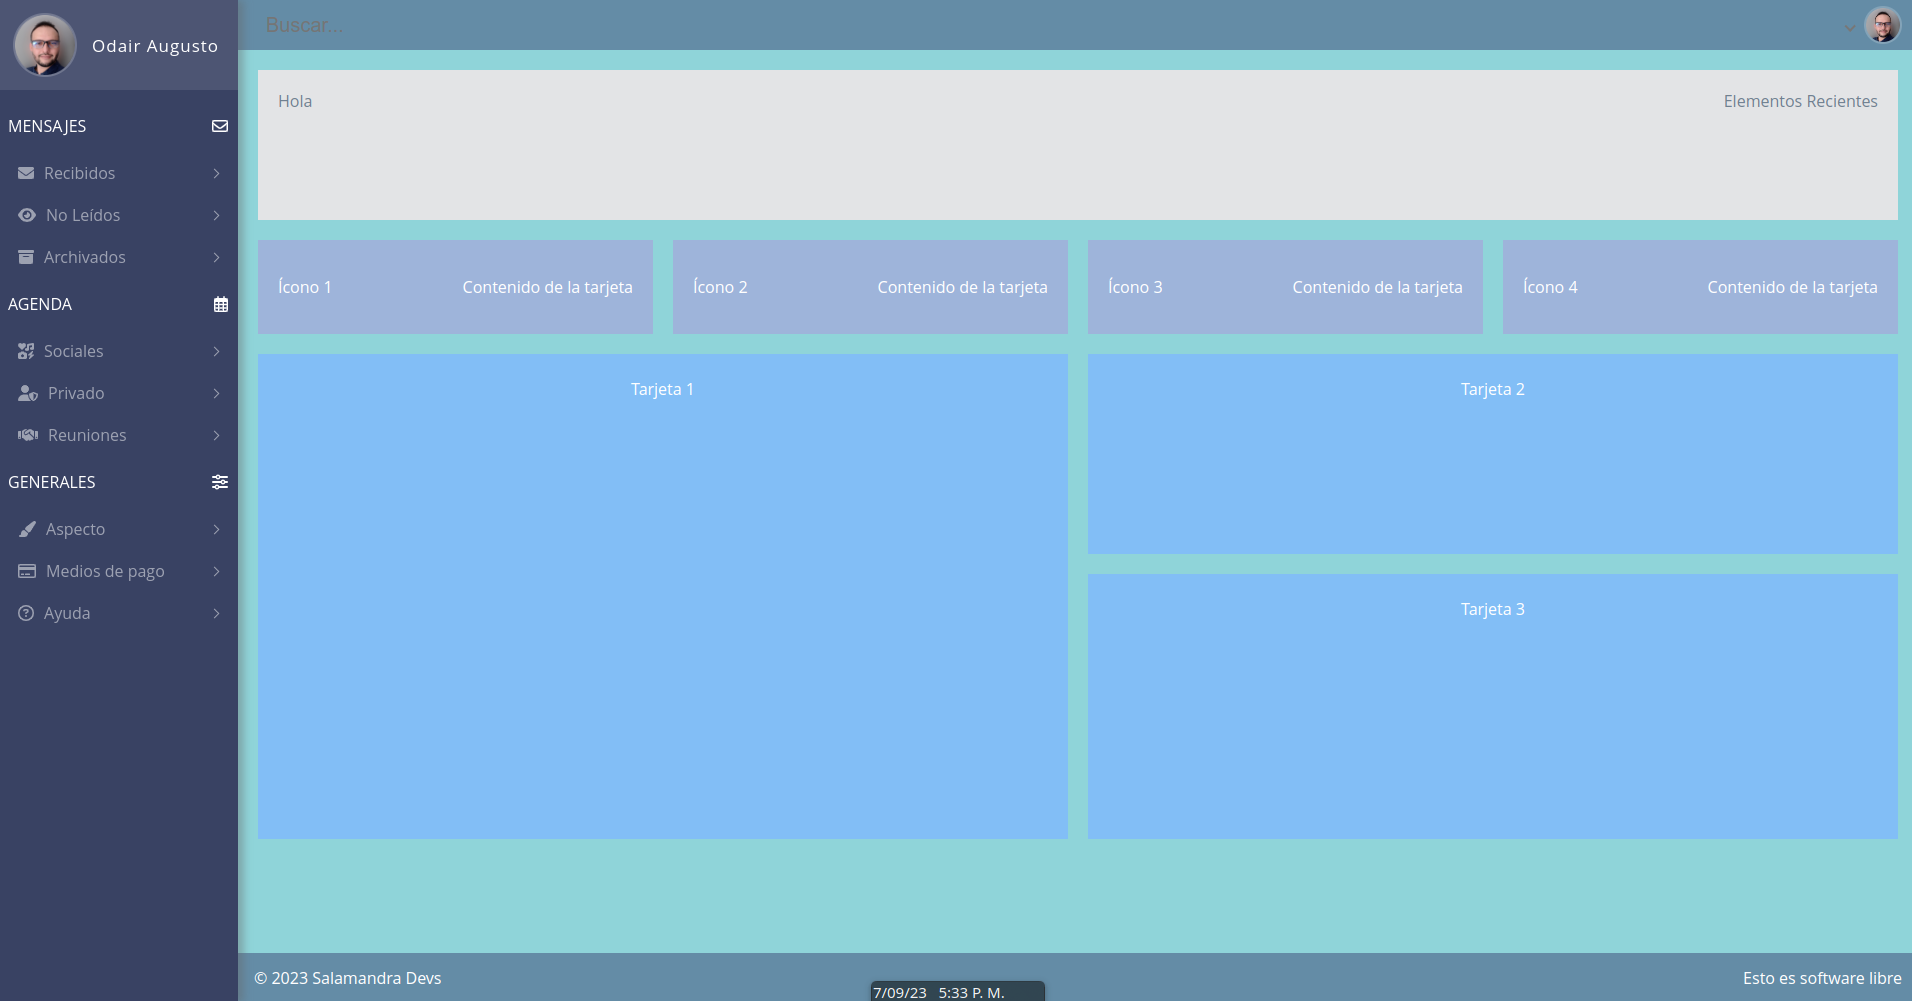 Odair Augusto
MENSAJES
Recibidos
No Leídos
Archivados
AGENDA
Sociales
Privado
Reuniones
GENERALES
Aspecto
Medios de pago
Ayuda
Buscar...
Hola
Elementos Recientes
Ícono 1
Contenido de la tarjeta
Ícono 2
Contenido de la tarjeta
Ícono 3
Contenido de la tarjeta
Ícono 4
Contenido de la tarjeta
Tarjeta 1
Tarjeta 2
Tarjeta 3
© 2023 Salamandra Devs
Esto es software libre
7/09/23 5:33 P. M.